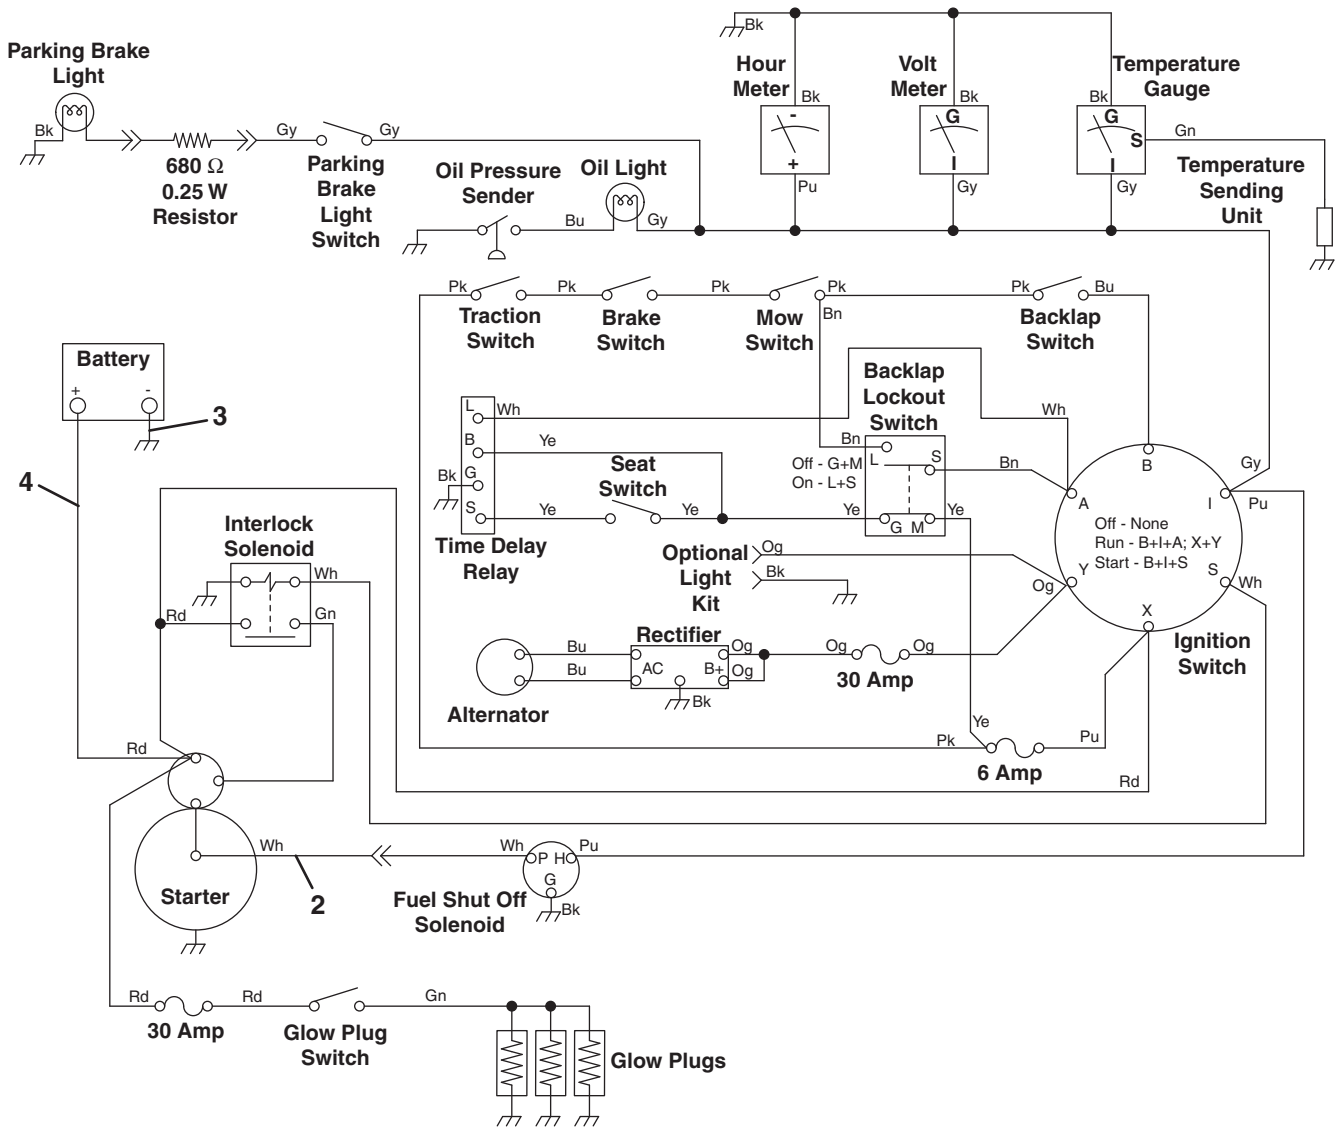 Bk
Parking Brake
Light
Hour
Meter
Volt
Meter
Temperature
Gauge
Bk
Bk
Bk
-
+
G
I
G
S
I
Gn
Bk
Gy
Gy
680 Ω
0.25 W
Resistor
Parking
Brake
Light
Switch
Oil Pressure
Sender
Oil Light
Bu
Gy
Pu
Gy
Gy
Temperature
Sending
Unit
Pk
Pk
Pk
Pk
Pk
Bu
Bn
Traction
Switch
Brake
Switch
Mow
Switch
Backlap
Switch
Battery
+
-
3
4
Backlap
Lockout
Switch
L
B
G
S
Wh
Ye
Bk
Ye
Time Delay
Relay
Seat
Switch
Ye
Ye
Bn
Off - G+M
On - L+S
L
S
G M
Bn
Ye
Wh
B
A
I
Y
S
X
Off - None
Run - B+I+A; X+Y
Start - B+I+S
Gy
Pu
Wh
Og
Ignition
Switch
Interlock
Solenoid
Wh
Rd
Gn
Optional
Light
Kit
Og
Bk
Rectifier
Bu
Bu
AC
B+
Og
Og
Bk
Alternator
Og
Og
30 Amp
Ye
Pk
Pu
6 Amp
Rd
Rd
Starter
Wh
2
Wh
P H
G
Pu
Bk
Fuel Shut Off
Solenoid
Rd
Rd
Gn
30 Amp
Glow Plug
Switch
Glow Plugs